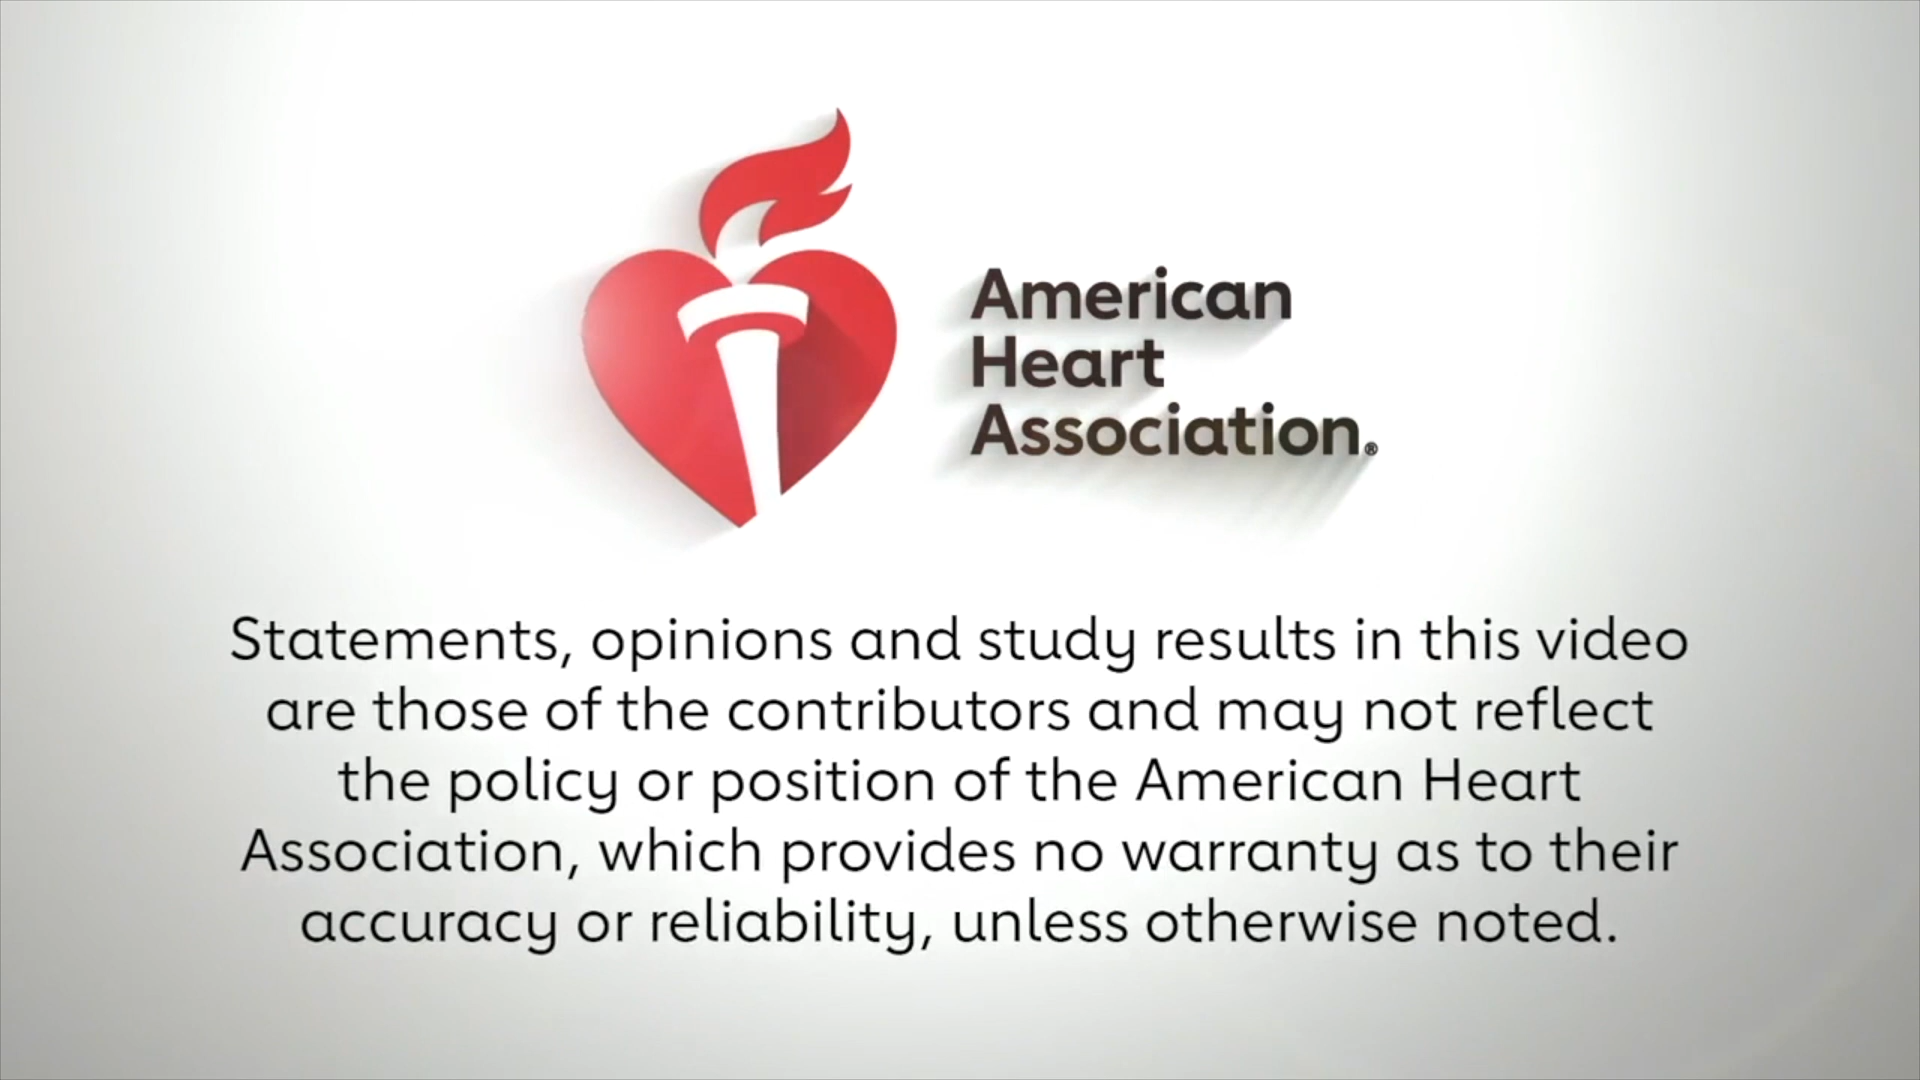 American
Heart
Association®
Statements, opinions and study results in this video
are those of the contributors and may not reflect
the policy or position of the American Heart
Association, which provides no warranty as to their
accuracy or reliability, unless otherwise noted.